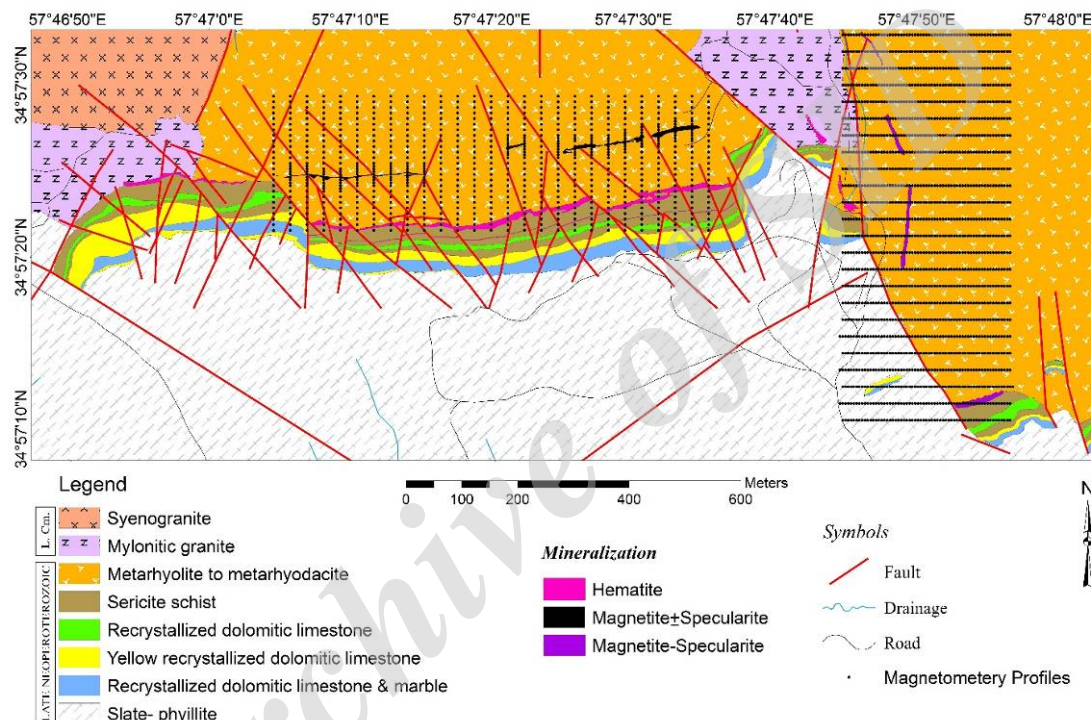 57°46'50"E 57°47'0"E 57°47'10"E 57°47'20"E 57°47'30"E 57°47'40"E 57°47'50"E 57°48'0"E
34°57'30"N
34°57'20"N
34°57'10"N
Legend
L. Cm.
Syenogranite
Mylonitic granite
LATE NEOPEROTEROZOIC
Metarhyolite to metarhyodacite
Sericite schist
Recrystallized dolomitic limestone
Yellow recrystallized dolomitic limestone
Recrystallized dolomitic limestone & marble
Slate- phyllite
Meters
0 100 200 400 600
Mineralization
Hematite
Magnetite±Specularite
Magnetite-Specularite
Symbols
Fault
Drainage
Road
Magnetometery Profiles
N